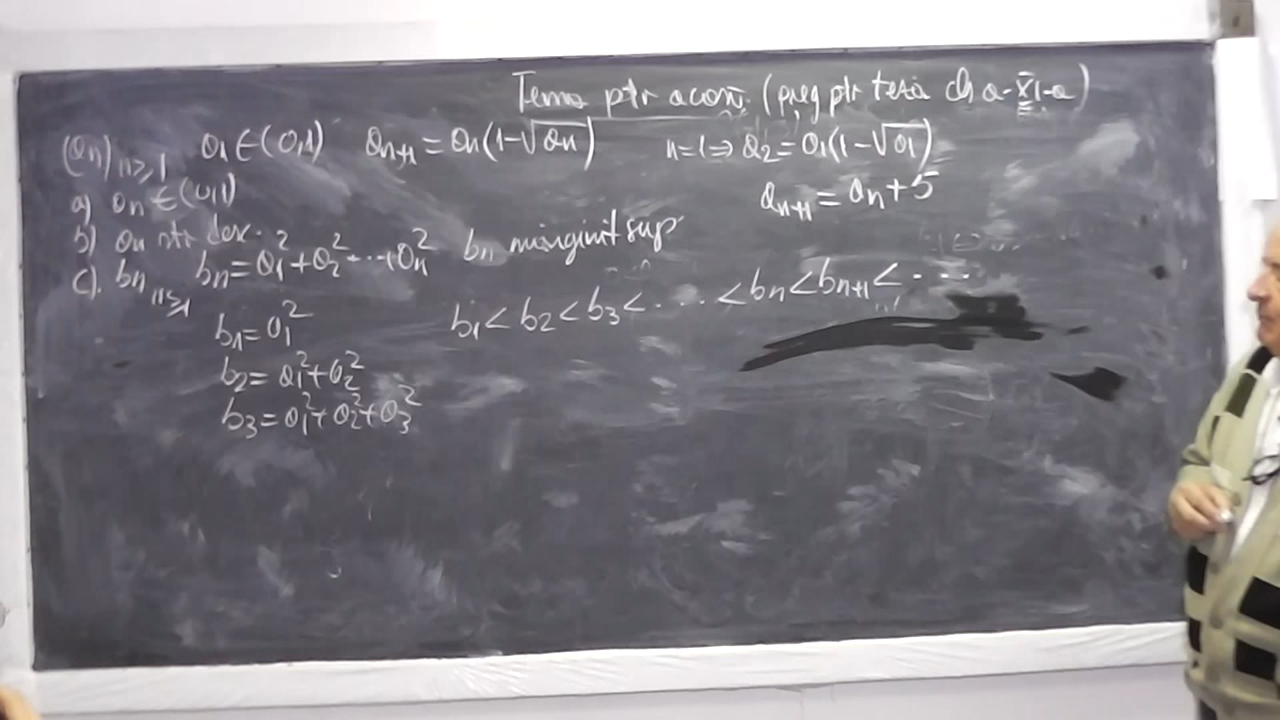 Tema ptr acasă (preg ptr teză cls a-XI-a)
(an)n≥1 a1∈(0,1) an+1=an(1-√an) n=1⇒a2=a1(1-√a1)
an+1=an+5
a) an∈(0,1)
b) an str desc.
c). bn n≥1 bn=a1²+a2²+...+an² bn mărginit sup
b1<b2<b3<....<bn<bn+1<....
b1=a1²
b2=a1²+a2²
b3=a1²+a2²+a3²